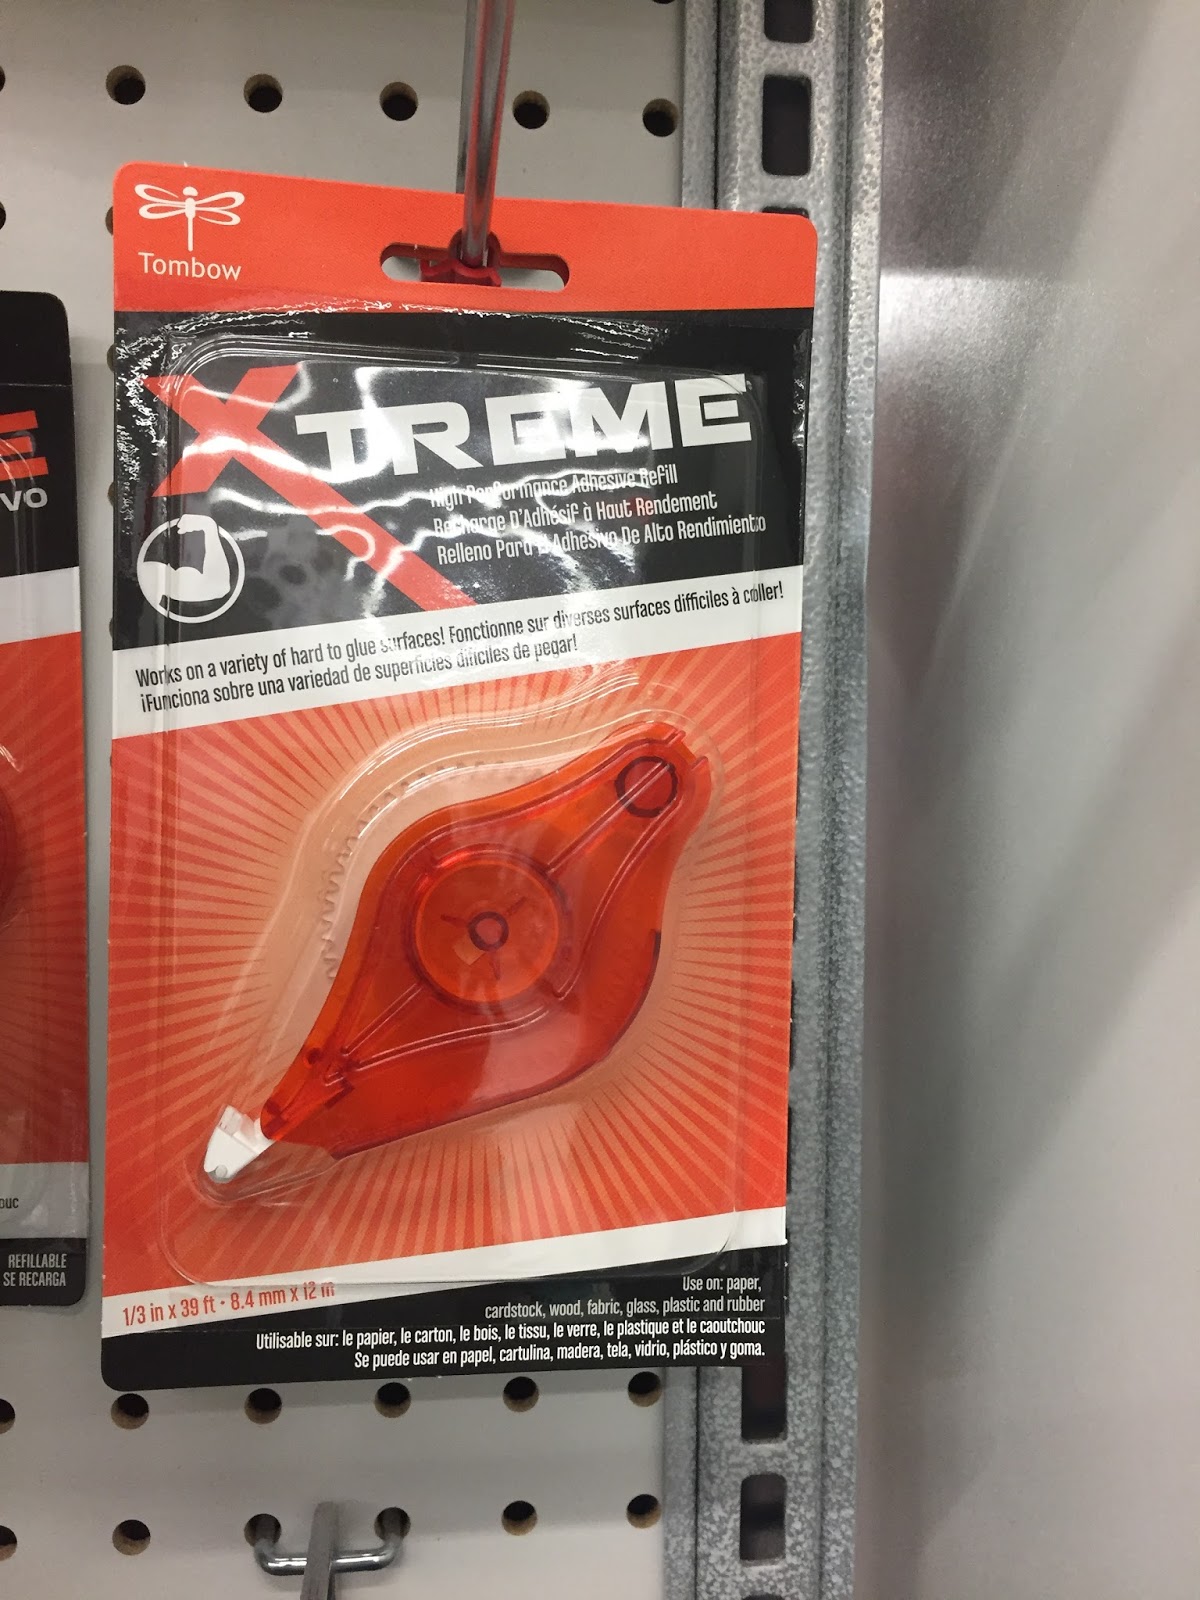 Tombow
XTREME
High Performance Adhesive Refill
Recharge D'Adhésif à Haut Rendement
Relleno Para El Adhesivo De Alto Rendimiento
Works on a variety of hard to glue surfaces! Fonctionne sur diverses surfaces difficiles à coller!
¡Funciona sobre una variedad de superficies difíciles de pegar!
1/3 in x 39 ft • 8.4 mm x 12 m
Use on: paper,
cardstock, wood, fabric, glass, plastic and rubber
Utilisable sur: le papier, le carton, le bois, le tissu, le verre, le plastique et le caoutchouc
Se puede usar en papel, cartulina, madera, tela, vidrio, plástico y goma.
E
VO
ouc
REFILLABLE
SE RECARGA